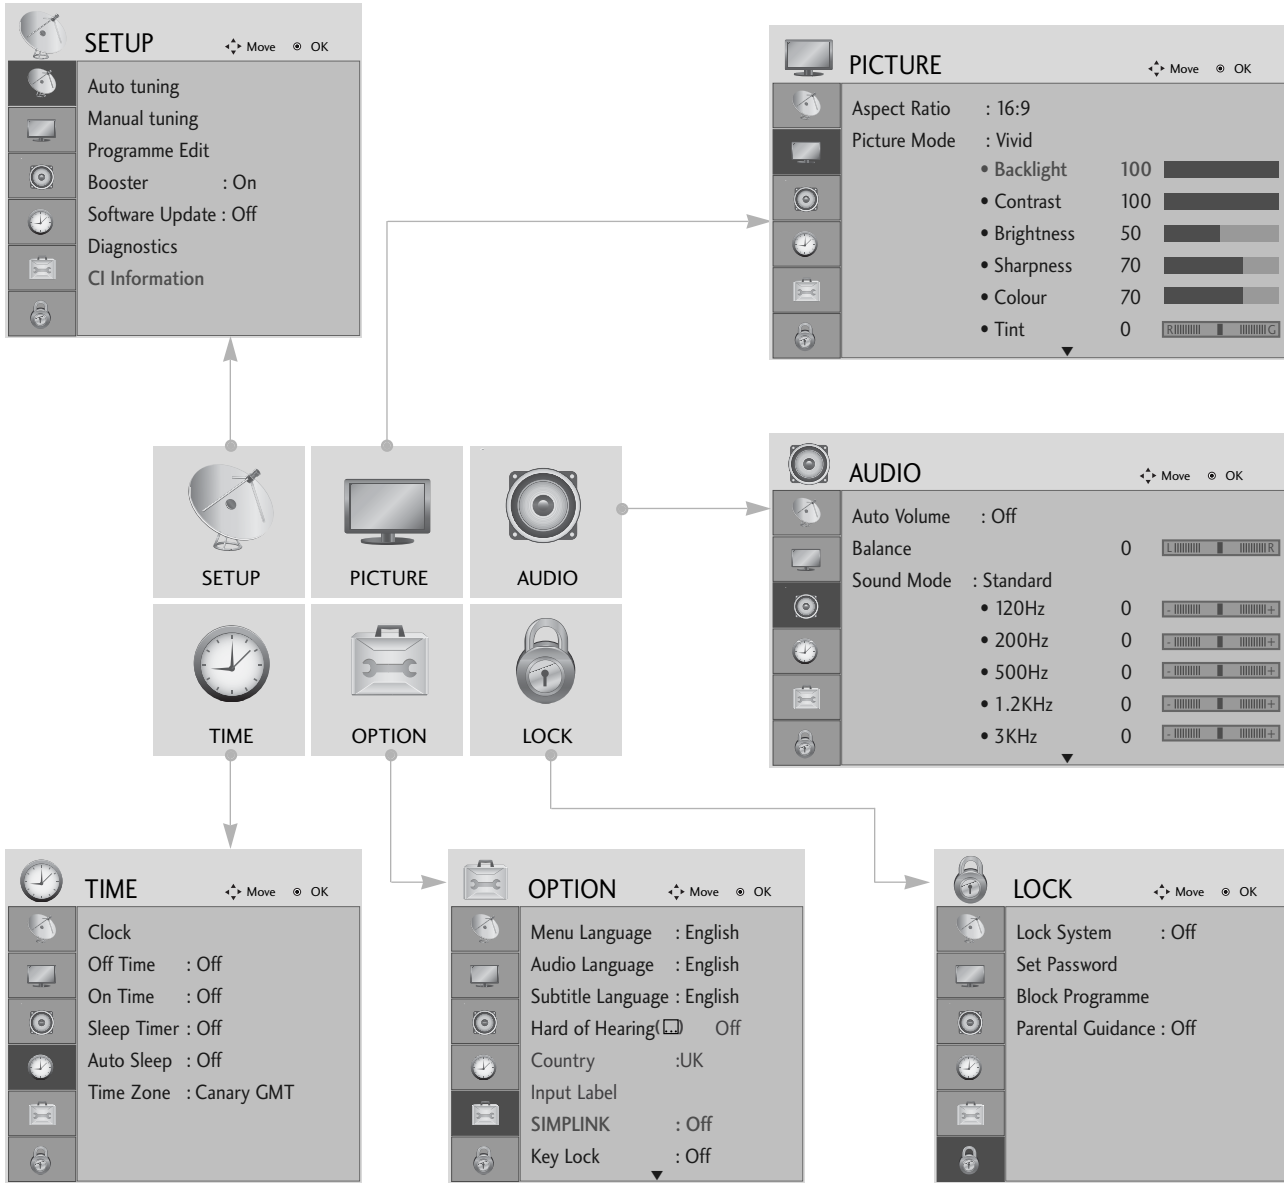 SETUP Move OK
Auto tuning
Manual tuning
Programme Edit
Booster : On
Software Update : Off
Diagnostics
CI Information
PICTURE Move OK
Aspect Ratio : 16:9
Picture Mode : Vivid
• Backlight 100
• Contrast 100
• Brightness 50
• Sharpness 70
• Colour 70
• Tint 0 R G
SETUP PICTURE AUDIO
TIME OPTION LOCK
AUDIO Move OK
Auto Volume : Off
Balance 0 L R
Sound Mode : Standard
• 120Hz 0 - +
• 200Hz 0 - +
• 500Hz 0 - +
• 1.2KHz 0 - +
• 3KHz 0 - +
TIME Move OK
Clock
Off Time : Off
On Time : Off
Sleep Timer : Off
Auto Sleep : Off
Time Zone : Canary GMT
OPTION Move OK
Menu Language : English
Audio Language : English
Subtitle Language : English
Hard of Hearing( ) Off
Country :UK
Input Label
SIMPLINK : Off
Key Lock : Off
LOCK Move OK
Lock System : Off
Set Password
Block Programme
Parental Guidance : Off